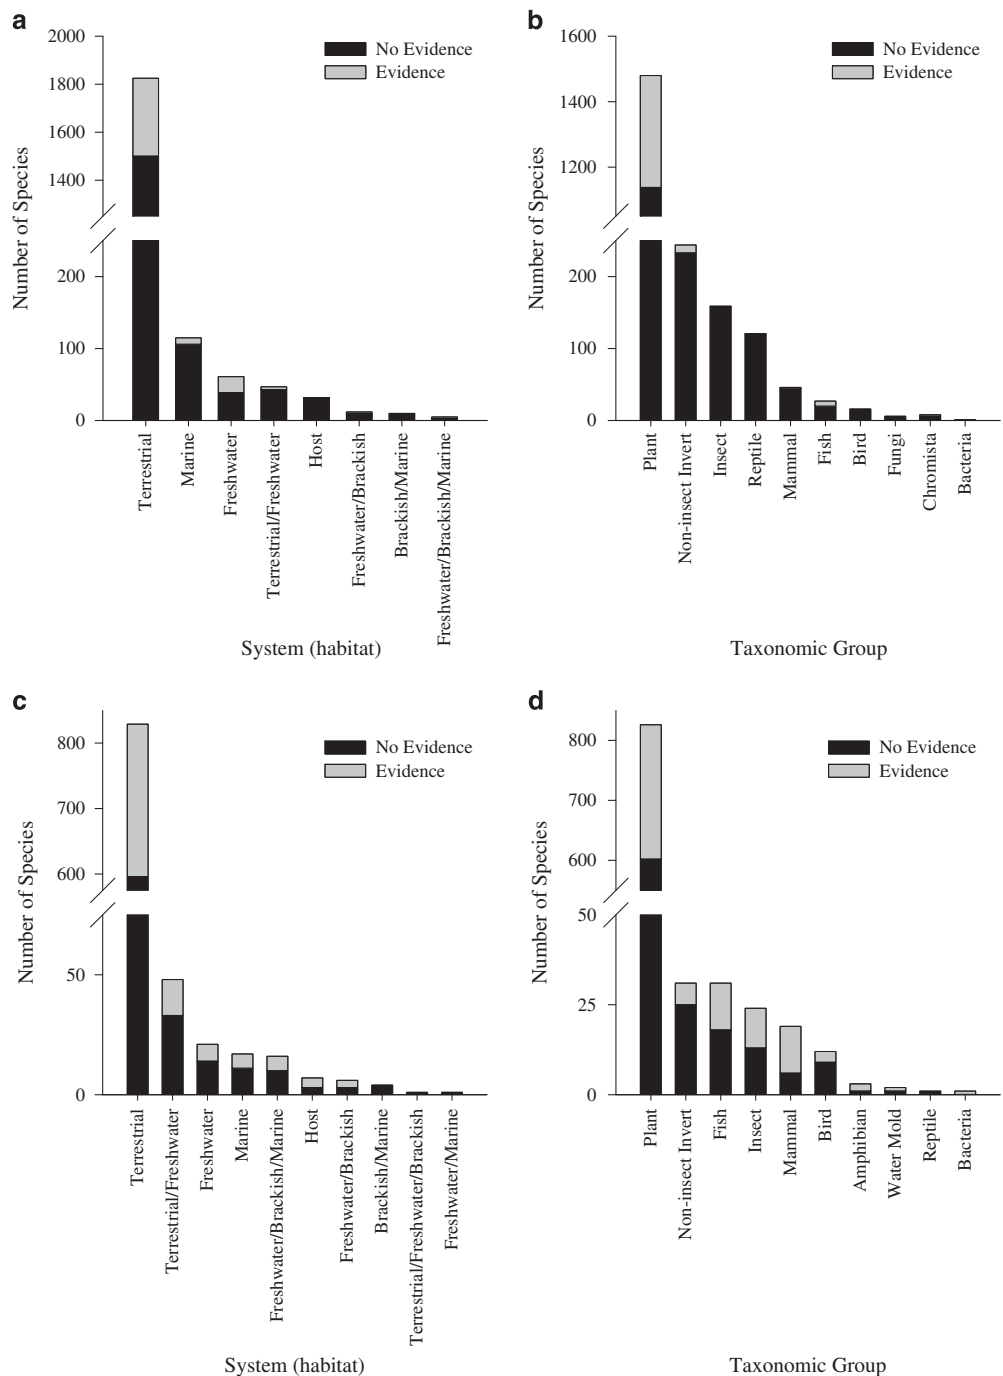 a
2000
1800
1600
1400
200
100
0
Number of Species
No Evidence
Evidence
Terrestrial
Marine
Freshwater
Terrestrial/Freshwater
Host
Freshwater/Brackish
Brackish/Marine
Freshwater/Brackish/Marine
System (habitat)
b
1600
1400
1200
200
100
0
Number of Species
No Evidence
Evidence
Plant
Non-insect Invert
Insect
Reptile
Mammal
Fish
Bird
Fungi
Chromista
Bacteria
Taxonomic Group
c
800
700
600
50
0
Number of Species
No Evidence
Evidence
Terrestrial
Terrestrial/Freshwater
Freshwater
Marine
Freshwater/Brackish/Marine
Host
Freshwater/Brackish
Brackish/Marine
Terrestrial/Freshwater/Brackish
Freshwater/Marine
System (habitat)
d
800
700
600
50
25
0
Number of Species
No Evidence
Evidence
Plant
Non-insect Invert
Fish
Insect
Mammal
Bird
Amphibian
Water Mold
Reptile
Bacteria
Taxonomic Group